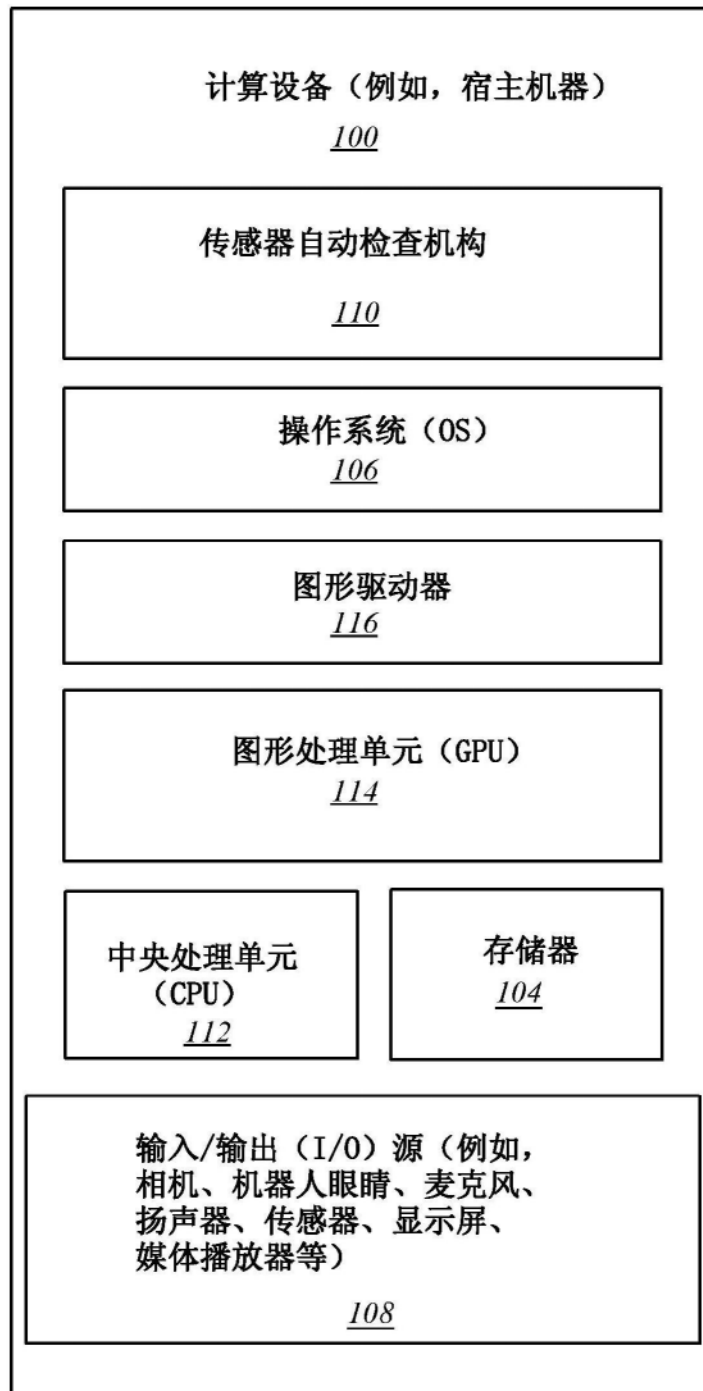 计算设备（例如，宿主机器）
100
传感器自动检查机构
110
操作系统（OS）
106
图形驱动器
116
图形处理单元（GPU）
114
中央处理单元
（CPU）
112
存储器
104
输入/输出（I/O）源（例如，
相机、机器人眼睛、麦克风、
扬声器、传感器、显示屏、
媒体播放器等）
108